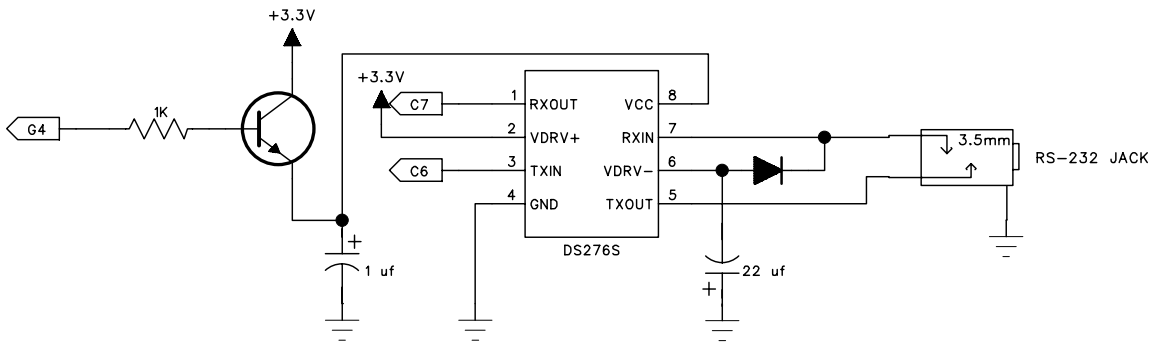 +3.3V
G4
1K
1 uf
+3.3V
C7
C6
1 RXOUT VCC 8
2 VDRV+ RXIN 7
3 TXIN VDRV- 6
4 GND TXOUT 5
DS276S
+
22 uf
+
3.5mm
RS-232 JACK